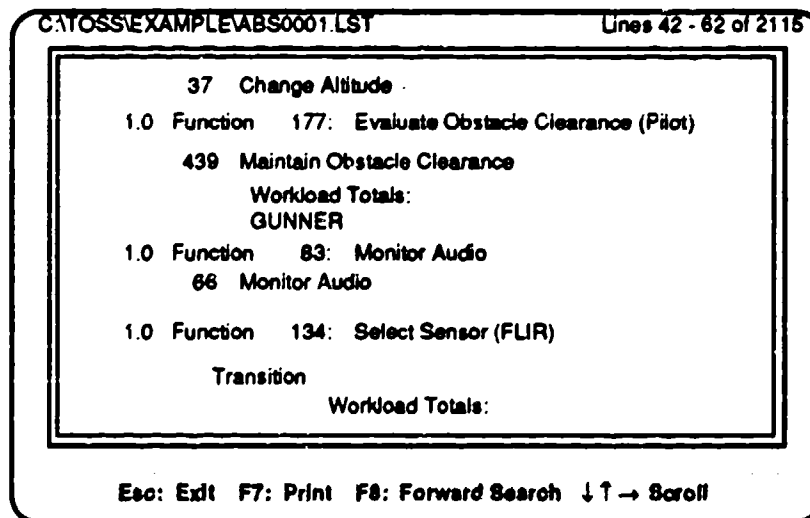 C:\TOSS\EXAMPLE\ABS0001.LST Lines 42 - 62 of 2115
37 Change Altitude
1.0 Function 177: Evaluate Obstacle Clearance (Pilot)
439 Maintain Obstacle Clearance
Workload Totals:
GUNNER
1.0 Function 83: Monitor Audio
66 Monitor Audio
1.0 Function 134: Select Sensor (FLIR)
Transition
Workload Totals:
Esc: Exit F7: Print F8: Forward Search ↓↑→ Scroll